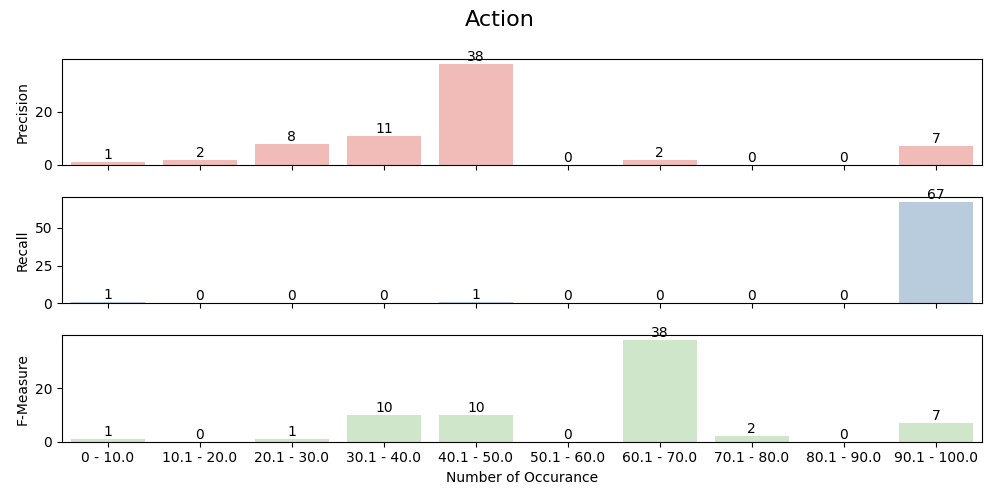 Action
Precision
20
0
1 2 8 11 38 0 2 0 0 7
Recall
50
25
0
1 0 0 0 1 0 0 0 0 67
F-Measure
20
0
1 0 1 10 10 0 38 2 0 7
0 - 10.0 10.1 - 20.0 20.1 - 30.0 30.1 - 40.0 40.1 - 50.0 50.1 - 60.0 60.1 - 70.0 70.1 - 80.0 80.1 - 90.0 90.1 - 100.0
Number of Occurance